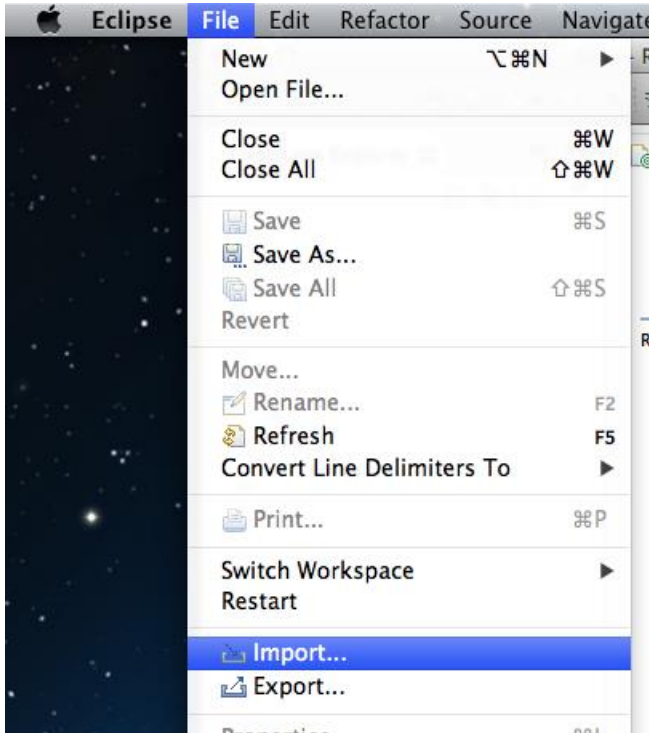 Eclipse File Edit Refactor Source Navigate
New ⌥⌘N ▶
Open File...
Close ⌘W
Close All ⇧⌘W
Save ⌘S
Save As...
Save All ⇧⌘S
Revert
Move...
Rename... F2
Refresh F5
Convert Line Delimiters To ▶
Print... ⌘P
Switch Workspace ▶
Restart
Import...
Export...